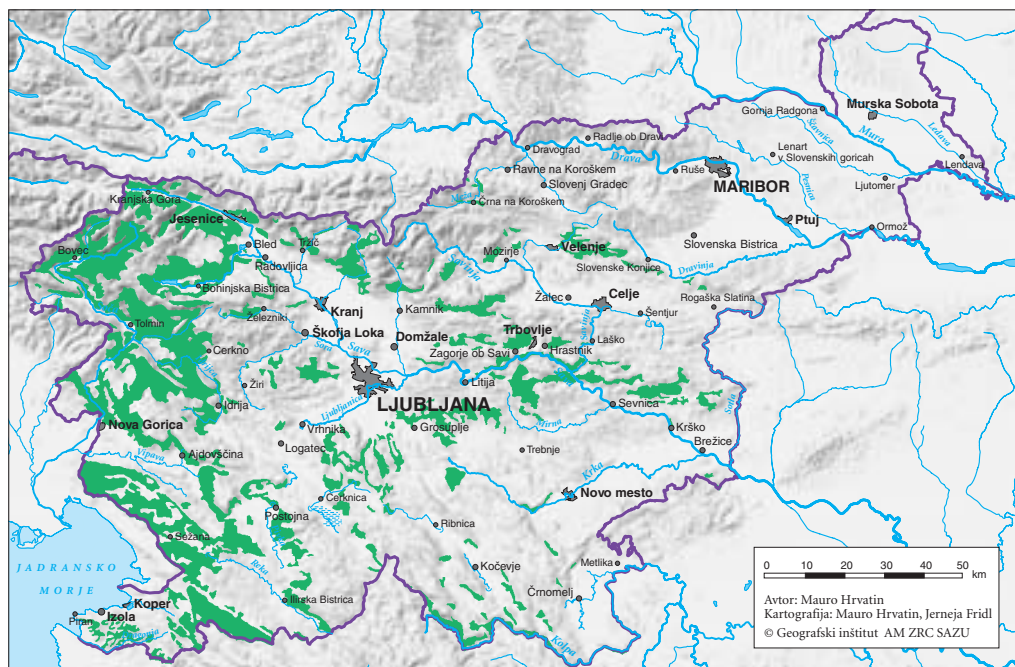 Gornja Radgona
Murska Sobota
Ščavnica
Mura
Ledava
Radlje ob Dravi
Dravograd
Drava
Lenart
v Slovenskih goricah
Lendava
Ravne na Koroškem
Ruše
MARIBOR
Pesnica
Ljutomer
Slovenj Gradec
Kranjska Gora
Črna na Koroškem
Jesenice
Ptuj
Ormož
Bovec
Bled
Tržič
Velenje
Slovenska Bistrica
Radovljica
Mozirje
Savinja
Slovenske Konjice
Dravinja
Bohinjska Bistrica
Žalec
Celje
Rogaška Slatina
Kranj
Kamnik
Šentjur
Železniki
Tolmin
Škofja Loka
Domžale
Trbovlje
Savinja
Laško
Sora
Sava
Zagorje ob Savi
Hrastnik
Cerkno
Idrijca
Žiri
Litija
Sava
LJUBLJANA
Sevnica
Sotla
Idrija
Ljubljanica
Mirna
Nova Gorica
Vrhnika
Grosuplje
Krško
Logatec
Brežice
Vipava
Ajdovščina
Trebnje
Krka
Cerknica
Novo mesto
Postojna
Ribnica
Sežana
JADRANSKO
MORJE
Reka
Kočevje
Metlika
Ilirska Bistrica
Črnomelj
Koper
Izola
Piran
Kolpa
0 10 20 30 40 50 km
Avtor: Mauro Hrvatin
Kartografija: Mauro Hrvatin, Jerneja Fridl
© Geografski inštitut AM ZRC SAZU